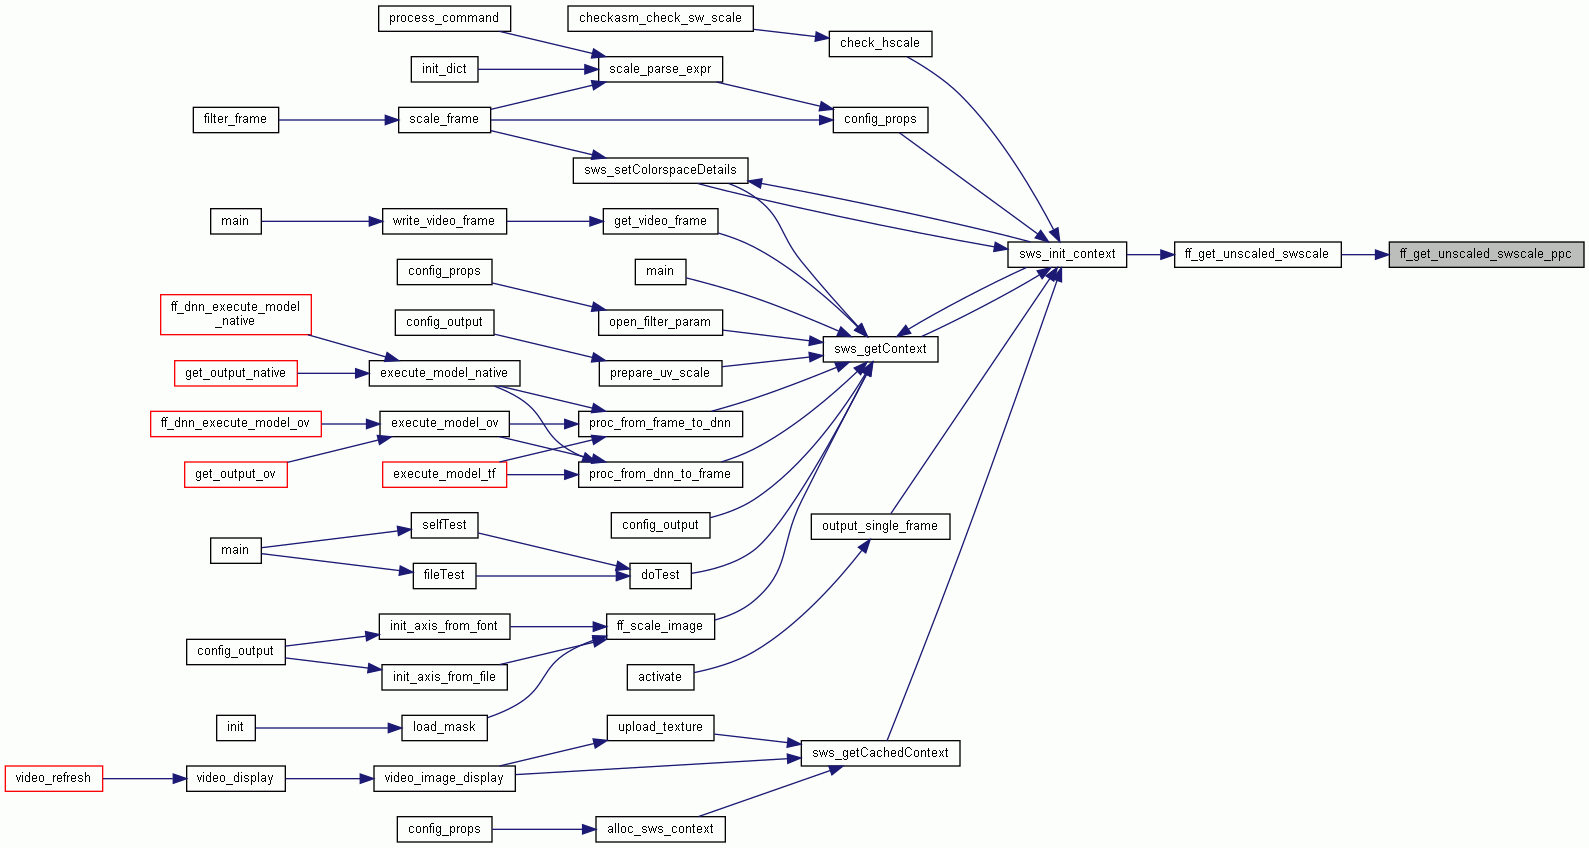 process_command
checkasm_check_sw_scale
check_hscale
init_dict
scale_parse_expr
filter_frame
scale_frame
config_props
sws_setColorspaceDetails
main
write_video_frame
get_video_frame
sws_init_context
ff_get_unscaled_swscale
ff_get_unscaled_swscale_ppc
config_props
main
ff_dnn_execute_model
_native
config_output
open_filter_param
sws_getContext
get_output_native
execute_model_native
prepare_uv_scale
ff_dnn_execute_model_ov
execute_model_ov
proc_from_frame_to_dnn
get_output_ov
execute_model_tf
proc_from_dnn_to_frame
selfTest
config_output
output_single_frame
main
fileTest
doTest
init_axis_from_font
ff_scale_image
config_output
init_axis_from_file
activate
init
load_mask
upload_texture
sws_getCachedContext
video_refresh
video_display
video_image_display
config_props
alloc_sws_context